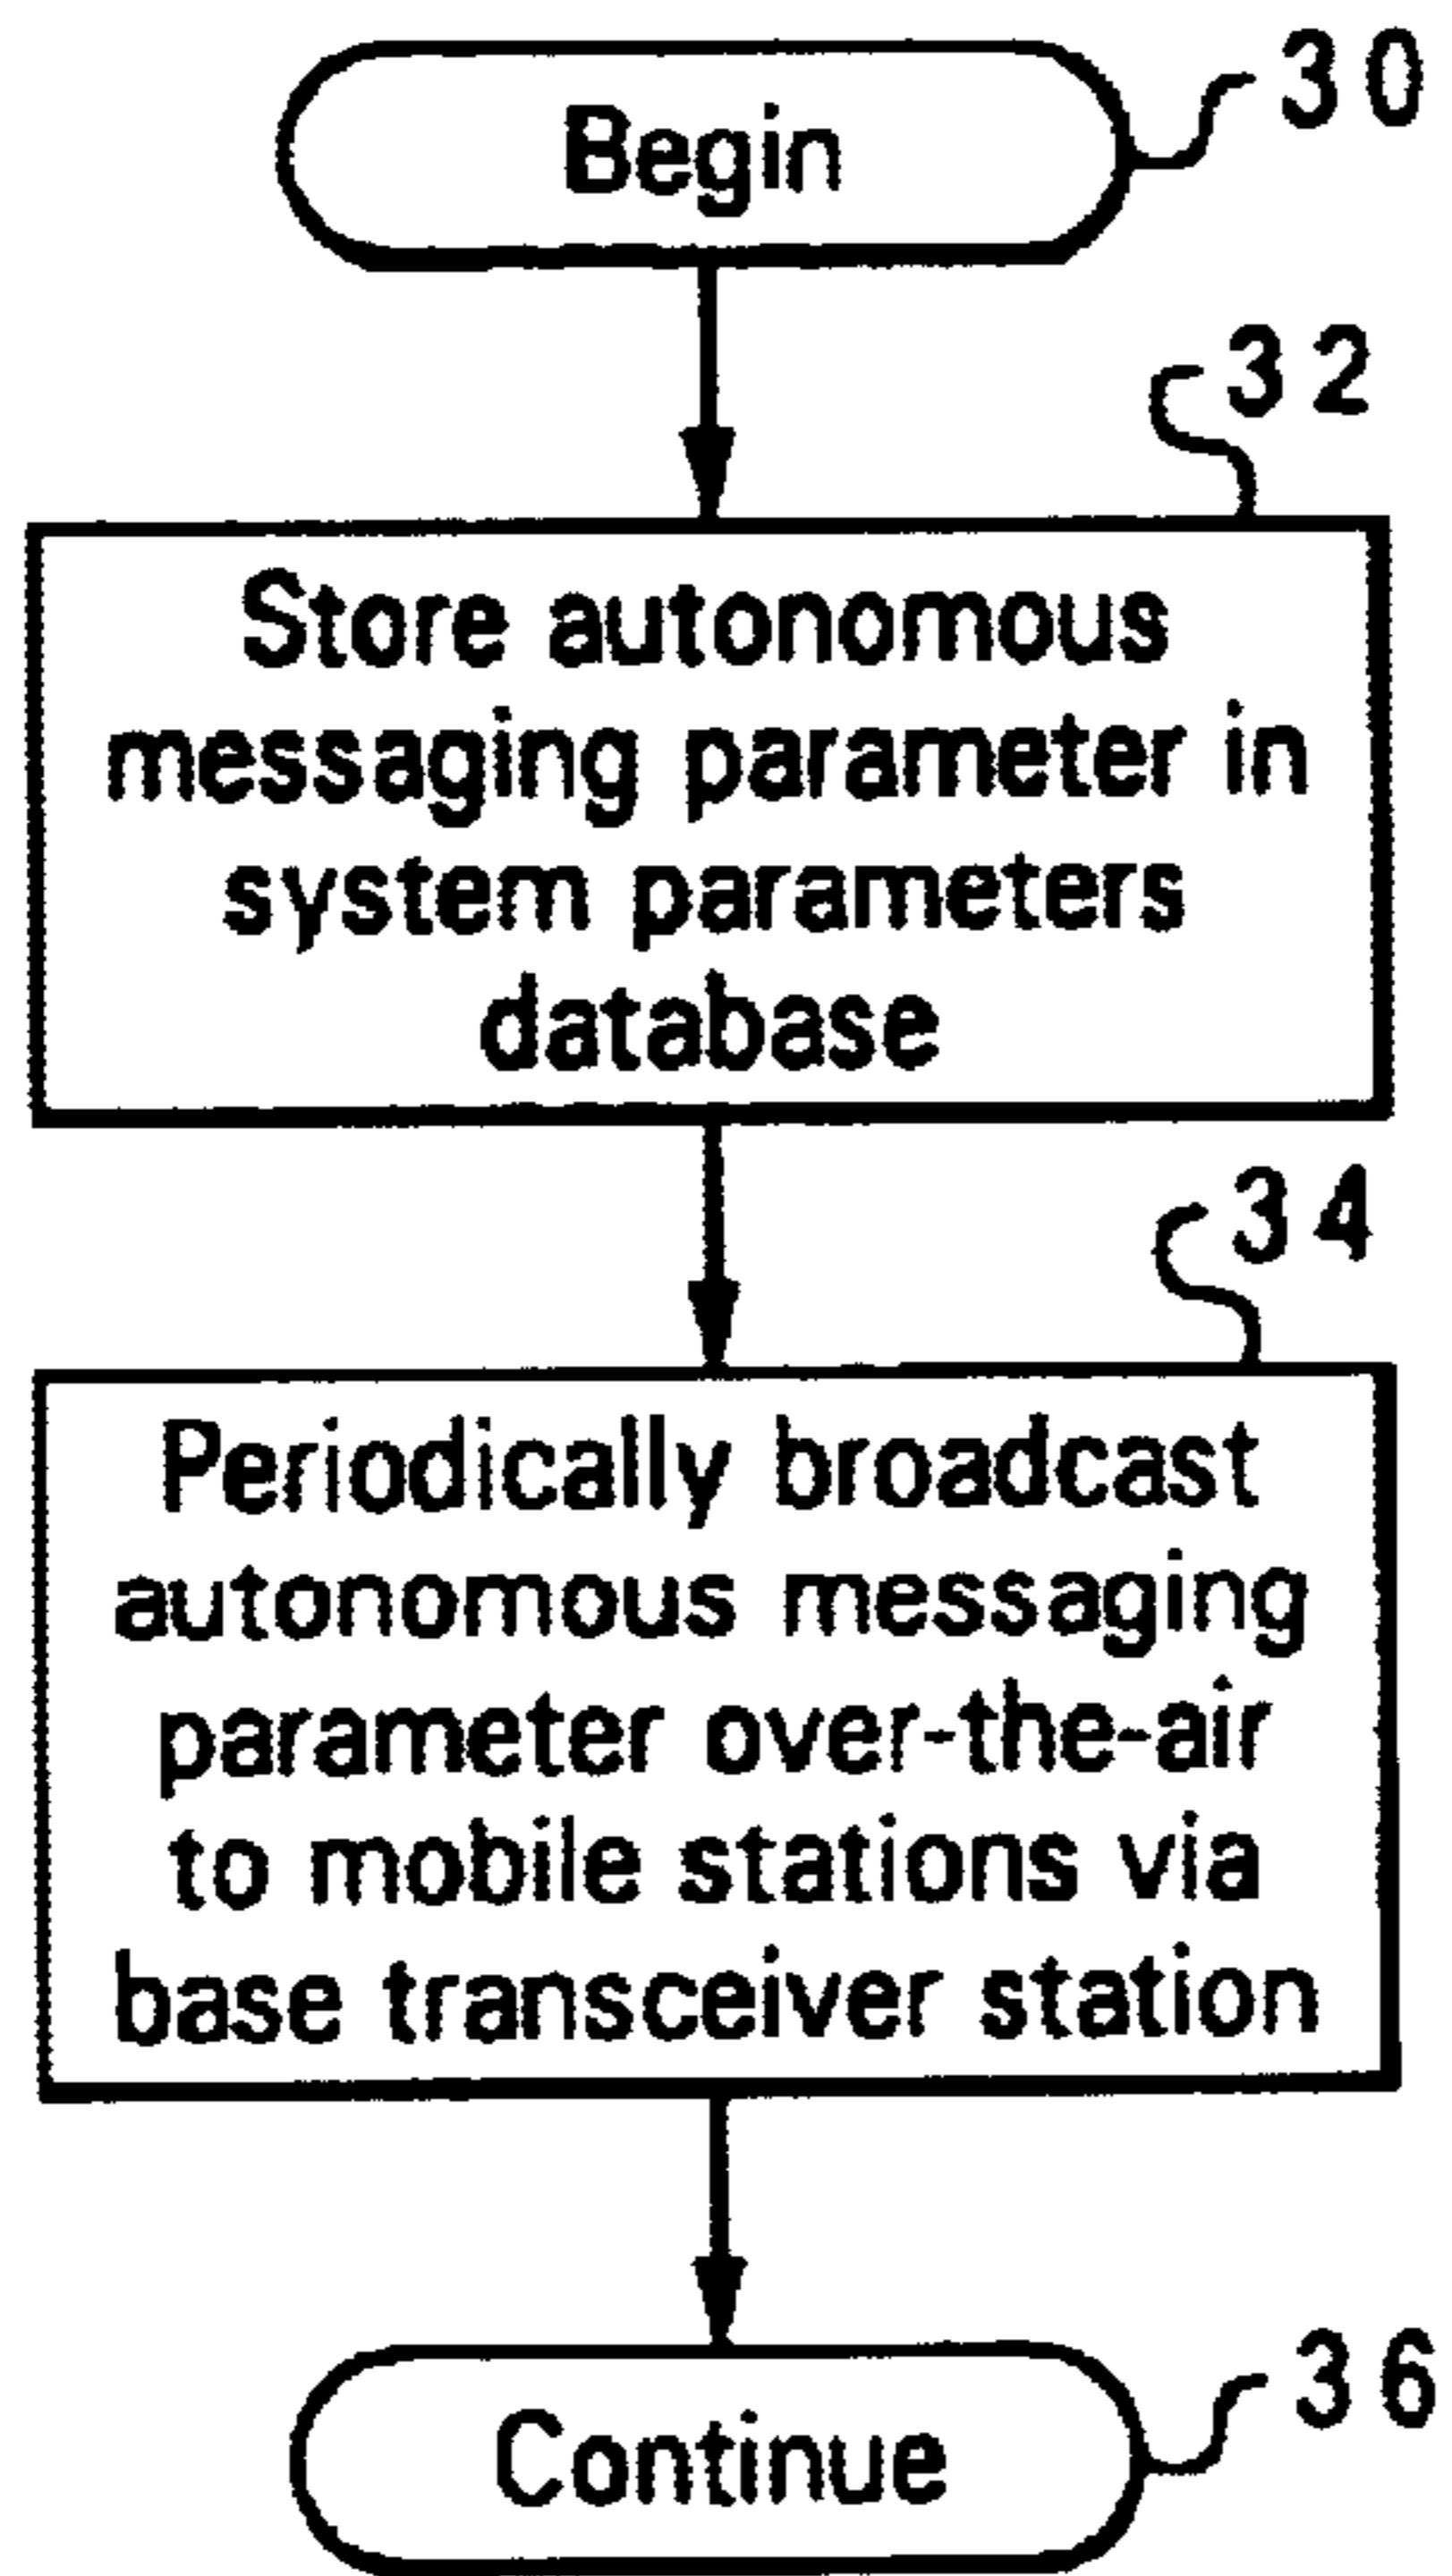 Begin
30
32
Store autonomous
messaging parameter in
system parameters
database
34
Periodically broadcast
autonomous messaging
parameter over-the-air
to mobile stations via
base transceiver station
Continue
36